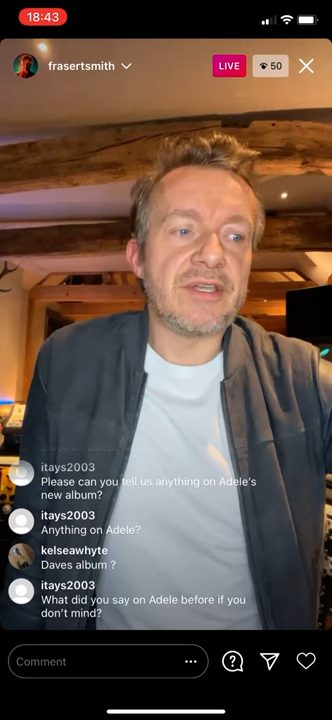 18:43
frasertsmith
LIVE
50
itays2003
Please can you tell us anything on Adele's
new album?
itays2003
Anything on Adele?
kelseawhyte
Daves album ?
itays2003
What did you say on Adele before if you
don't mind?
Comment